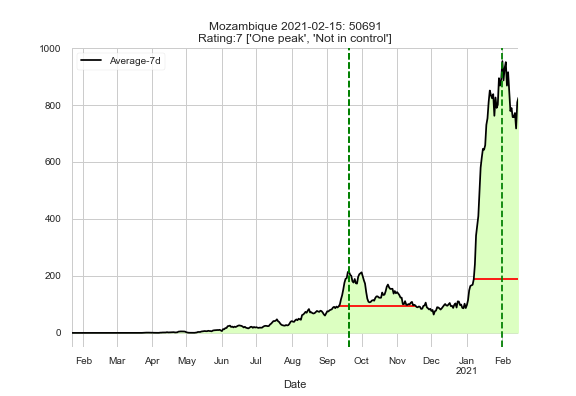 Mozambique 2021-02-15: 50691
Rating:7 ['One peak', 'Not in control']
Average-7d
1000
800
600
400
200
0
Feb Mar Apr May Jun Jul Aug Sep Oct Nov Dec Jan Feb
2021
Date